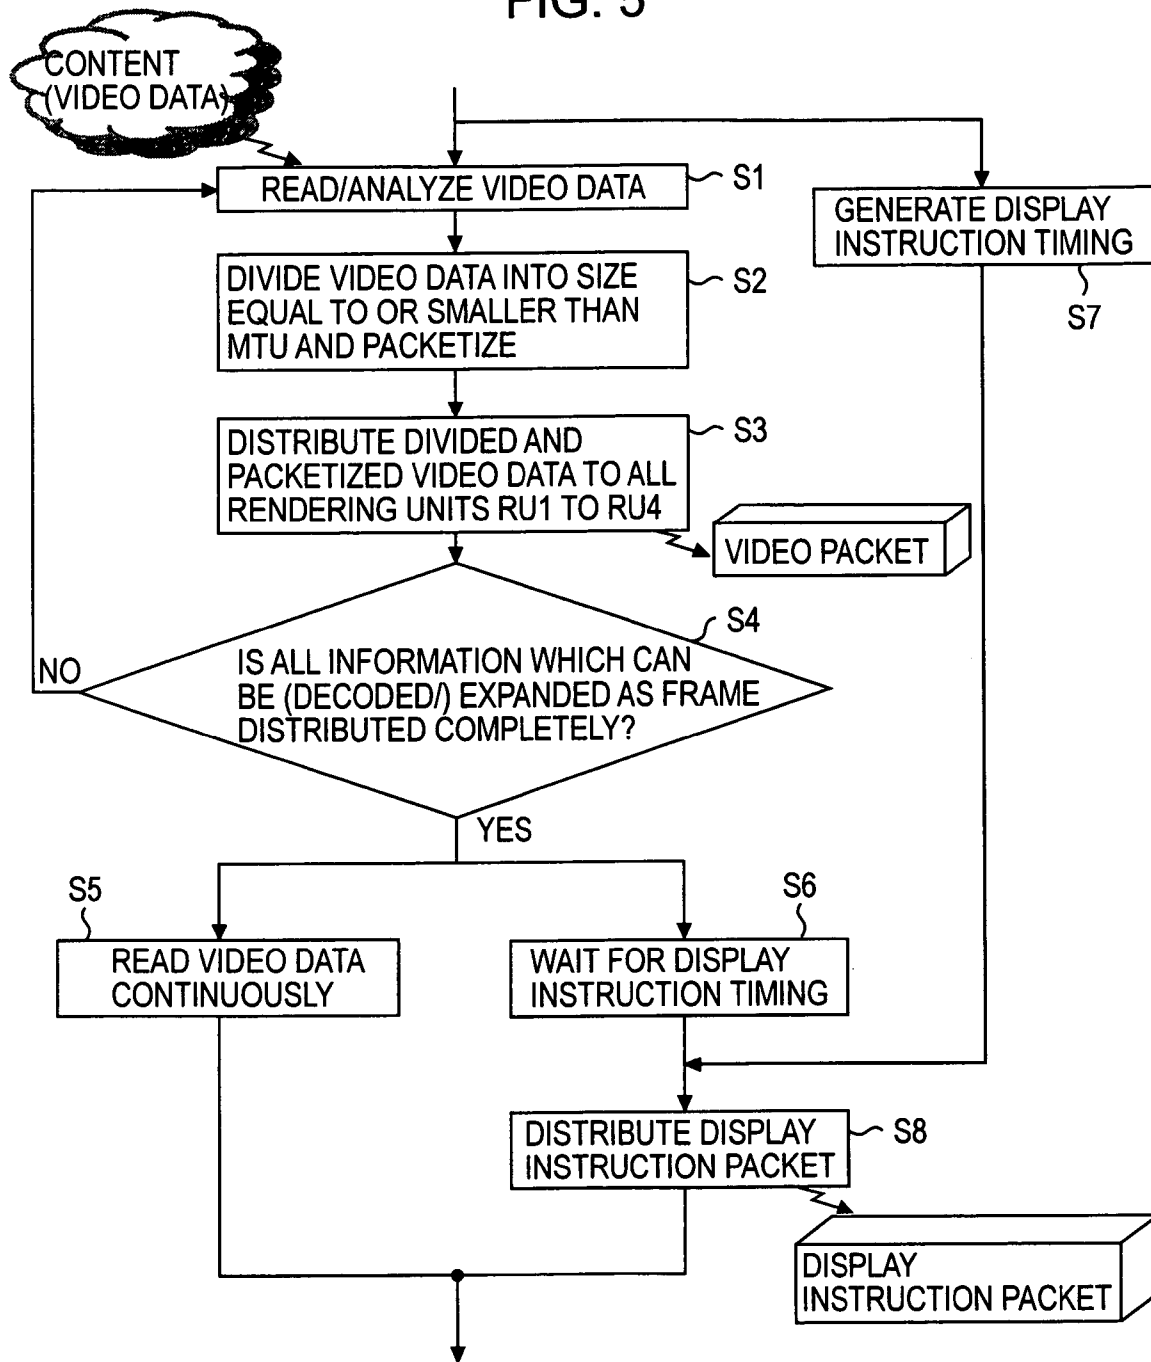 FIG. 5
CONTENT
(VIDEO DATA)
READ/ANALYZE VIDEO DATA
S1
GENERATE DISPLAY
INSTRUCTION TIMING
S7
DIVIDE VIDEO DATA INTO SIZE
EQUAL TO OR SMALLER THAN
MTU AND PACKETIZE
S2
DISTRIBUTE DIVIDED AND
PACKETIZED VIDEO DATA TO ALL
RENDERING UNITS RU1 TO RU4
S3
VIDEO PACKET
S4
IS ALL INFORMATION WHICH CAN
BE (DECODED/) EXPANDED AS FRAME
DISTRIBUTED COMPLETELY?
NO
YES
S5
READ VIDEO DATA
CONTINUOUSLY
S6
WAIT FOR DISPLAY
INSTRUCTION TIMING
DISTRIBUTE DISPLAY
INSTRUCTION PACKET
S8
DISPLAY
INSTRUCTION PACKET